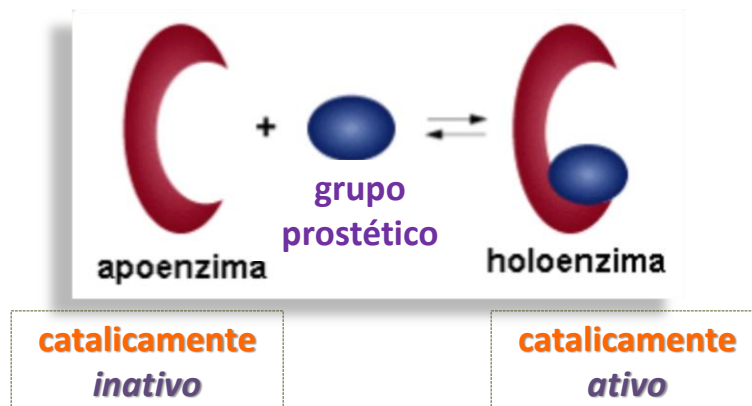 +
grupo
prostético
apoenzima
holoenzima
catalicamente
inativo
catalicamente
ativo